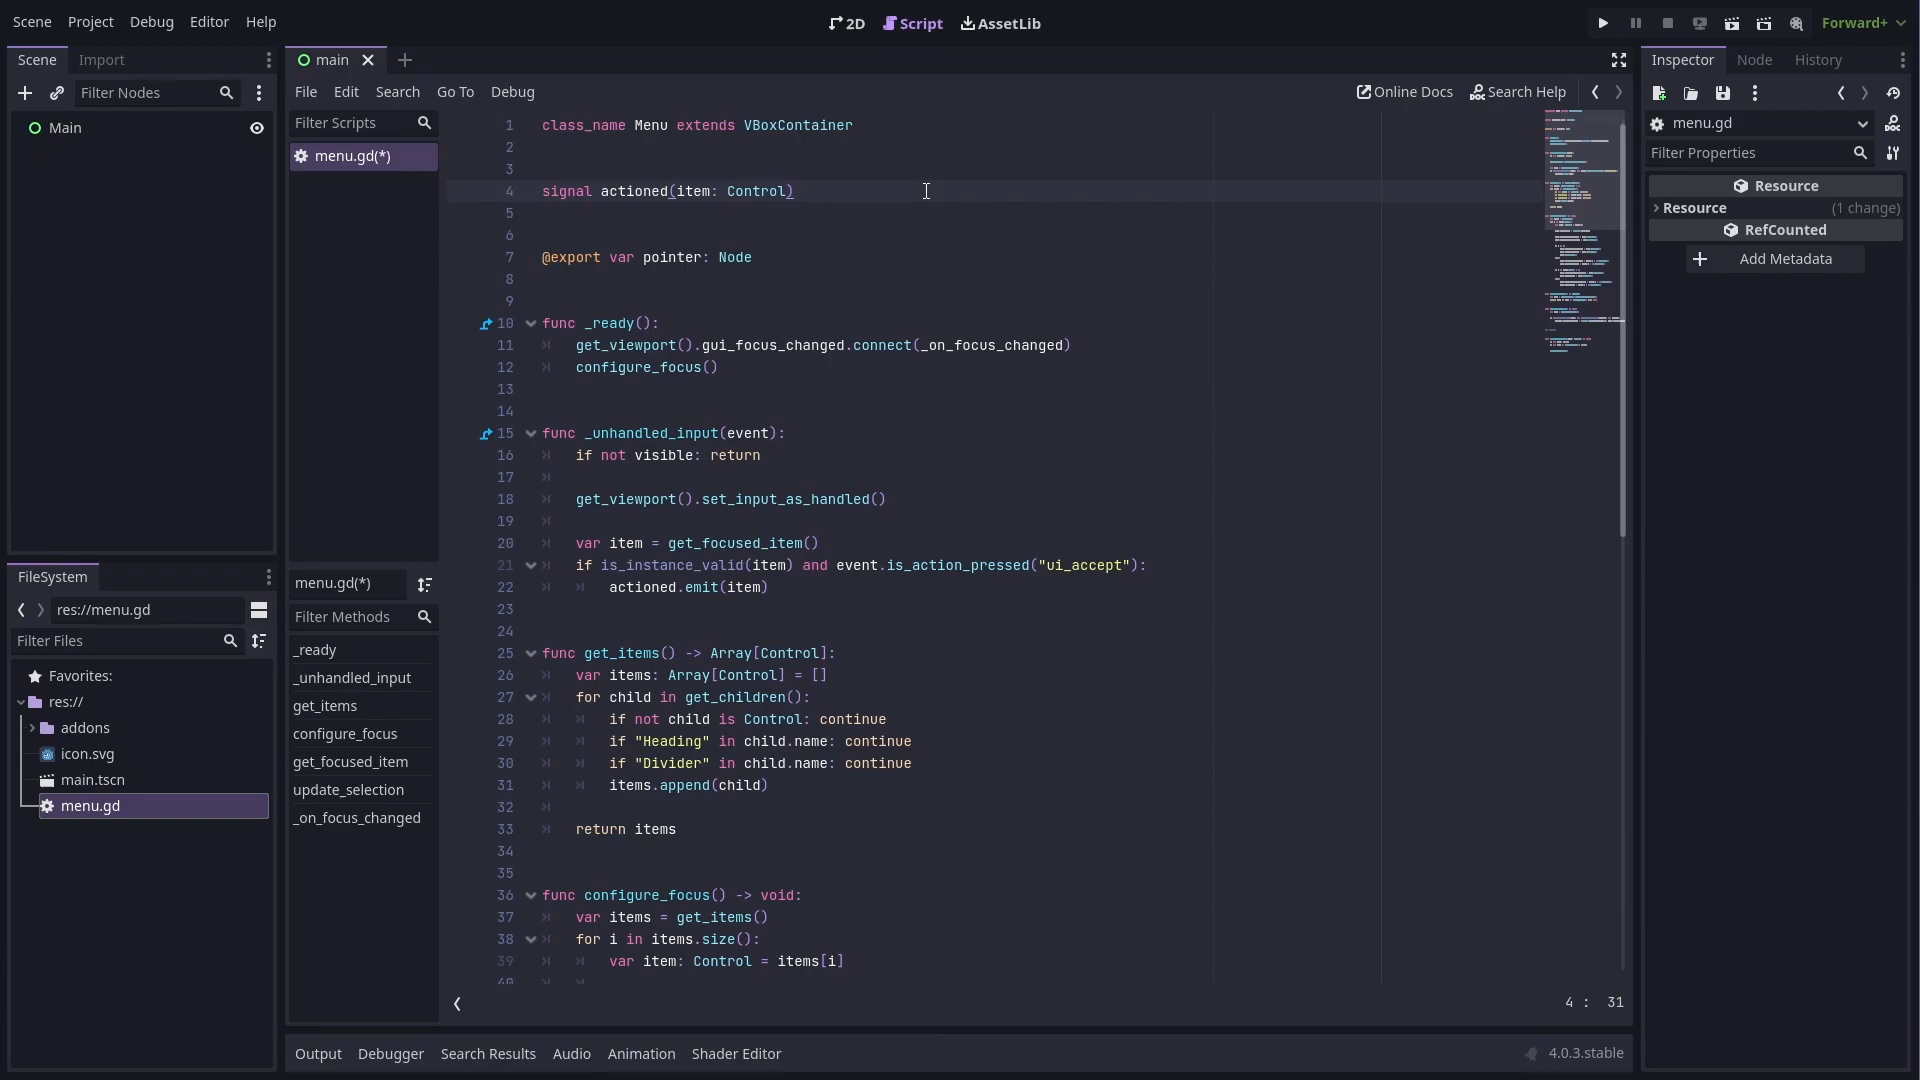 Scene Project Debug Editor Help
2D Script AssetLib
Forward+
Scene Import
Filter Nodes
Main
FileSystem
res://menu.gd
Filter Files
Favorites:
res://
addons
icon.svg
main.tscn
menu.gd
main
File Edit Search Go To Debug
Online Docs Search Help
Filter Scripts
menu.gd(*)
menu.gd(*)
Filter Methods
_ready
_unhandled_input
get_items
configure_focus
get_focused_item
update_selection
_on_focus_changed
1 class_name Menu extends VBoxContainer
2
3
4 signal actioned(item: Control)
5
6
7 @export var pointer: Node
8
9
10 func _ready():
11 get_viewport().gui_focus_changed.connect(_on_focus_changed)
12 configure_focus()
13
14
15 func _unhandled_input(event):
16 if not visible: return
17
18 get_viewport().set_input_as_handled()
19
20 var item = get_focused_item()
21 if is_instance_valid(item) and event.is_action_pressed("ui_accept"):
22 actioned.emit(item)
23
24
25 func get_items() -> Array[Control]:
26 var items: Array[Control] = []
27 for child in get_children():
28 if not child is Control: continue
29 if "Heading" in child.name: continue
30 if "Divider" in child.name: continue
31 items.append(child)
32
33 return items
34
35
36 func configure_focus() -> void:
37 var items = get_items()
38 for i in items.size():
39 var item: Control = items[i]
40
4 : 31
Output Debugger Search Results Audio Animation Shader Editor
4.0.3.stable
Inspector Node History
menu.gd
Filter Properties
Resource
Resource (1 change)
RefCounted
Add Metadata